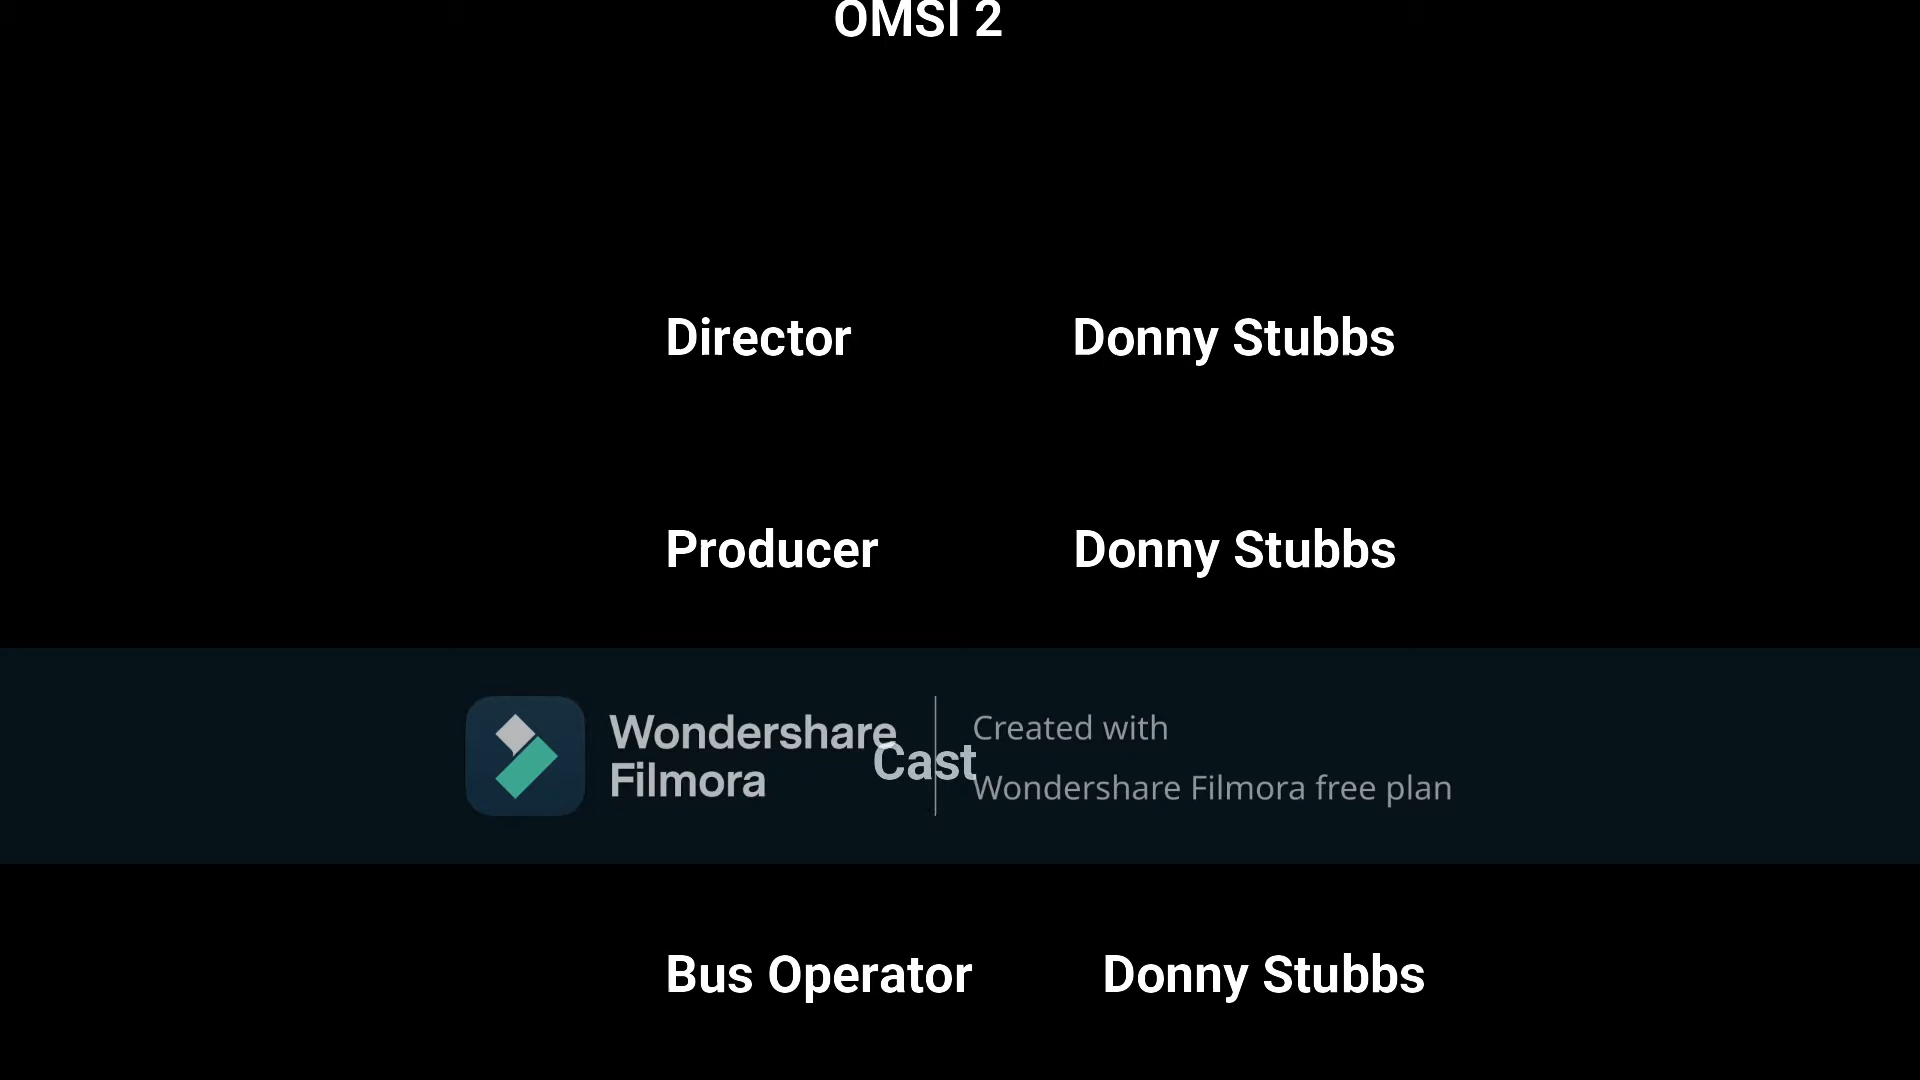 OMSI 2
Director Donny Stubbs
Producer Donny Stubbs
Wondershare
Filmora
Cast
Created with
Wondershare Filmora free plan
Bus Operator Donny Stubbs